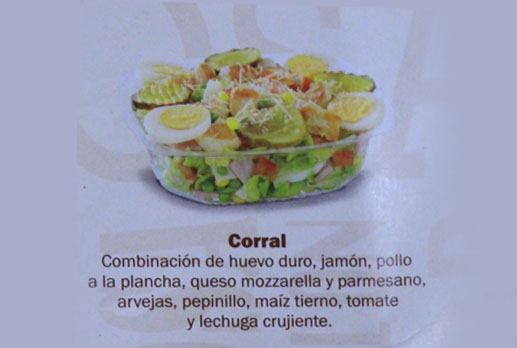 Corral
Combinación de huevo duro, jamón, pollo
a la plancha, queso mozzarella y parmesano,
arvejas, pepinillo, maíz tierno, tomate
y lechuga crujiente.